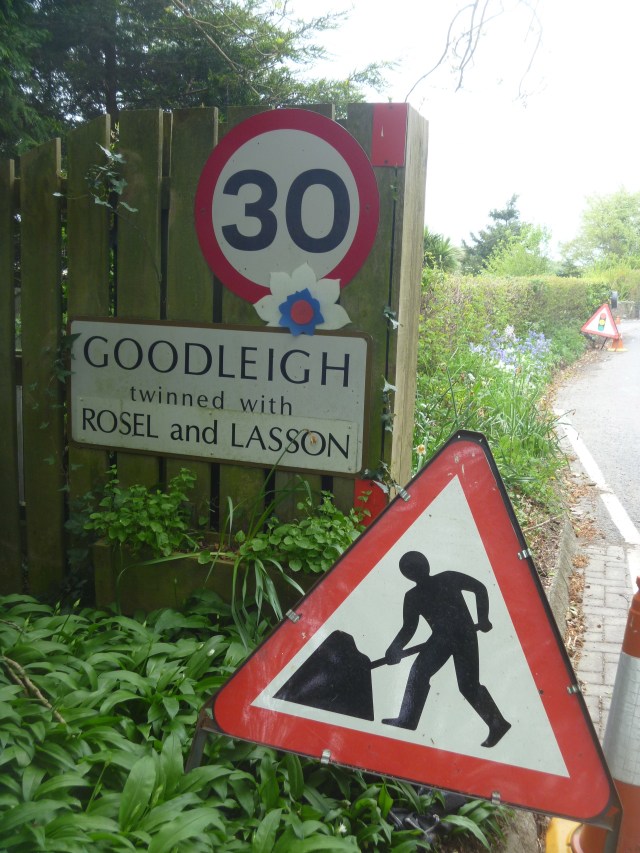 30
GOODLEIGH
twinned with
ROSEL and LASSON